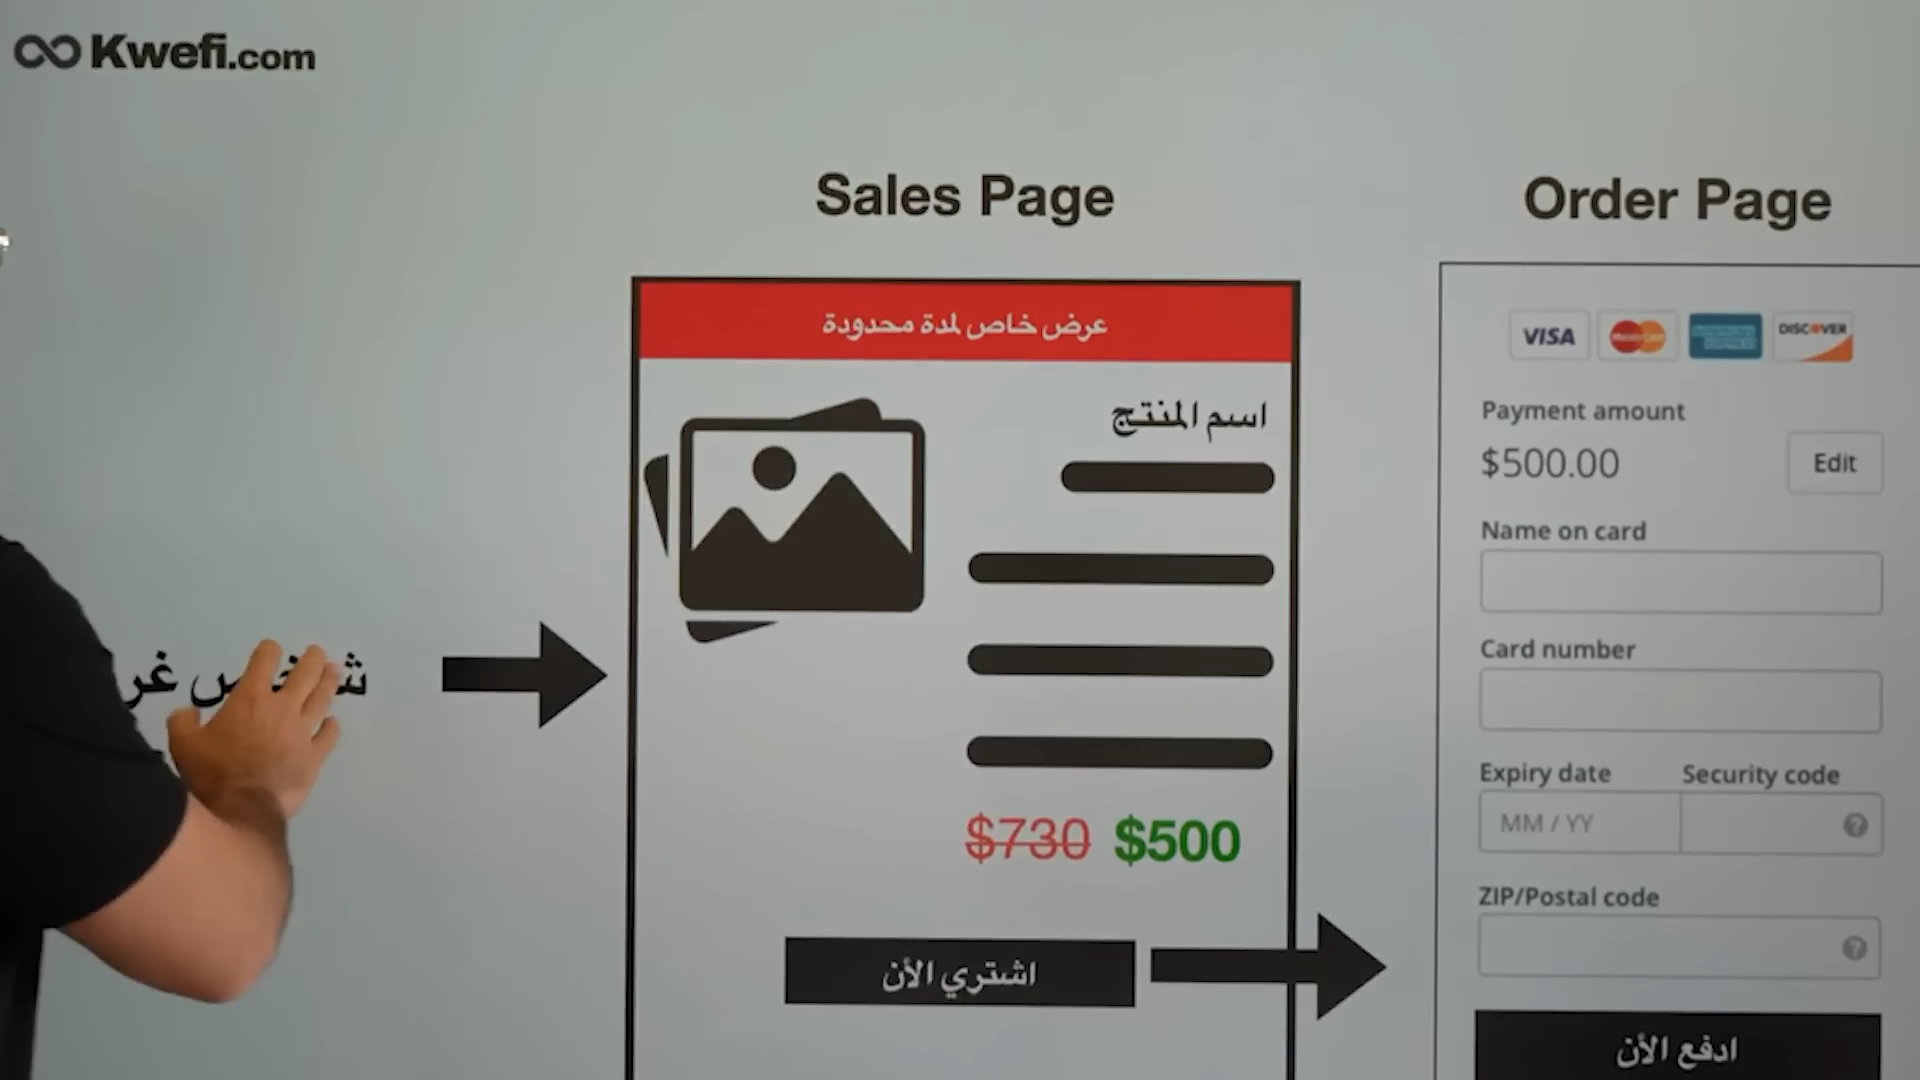 Kwefi.com
Sales Page
عرض خاص لمدة محدودة
اسم المنتج
$730 $500
اشتري الأن
Order Page
VISA
DISCOVER
Payment amount
$500.00
Edit
Name on card
Card number
Expiry date Security code
MM / YY
ZIP/Postal code
ادفع الأن